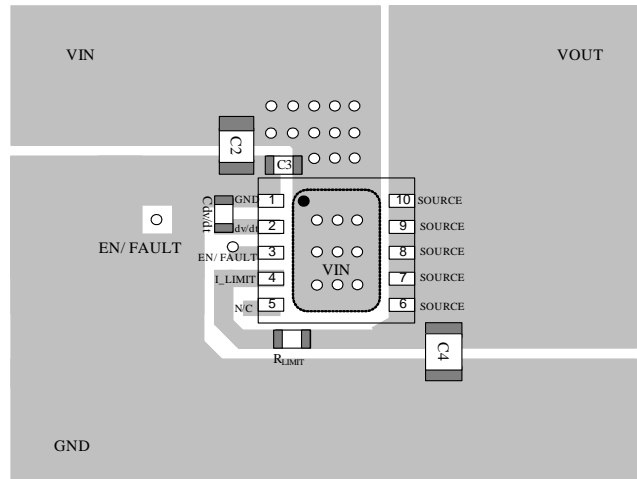 VIN
VOUT
C2
C3
Cdv/dt
GND 1 10 SOURCE
dv/dt 2 9 SOURCE
EN/ FAULT
EN/ FAULT 3 8 SOURCE
VIN
I_LIMIT 4 7 SOURCE
N/C 5 6 SOURCE
RLIMIT
C4
GND